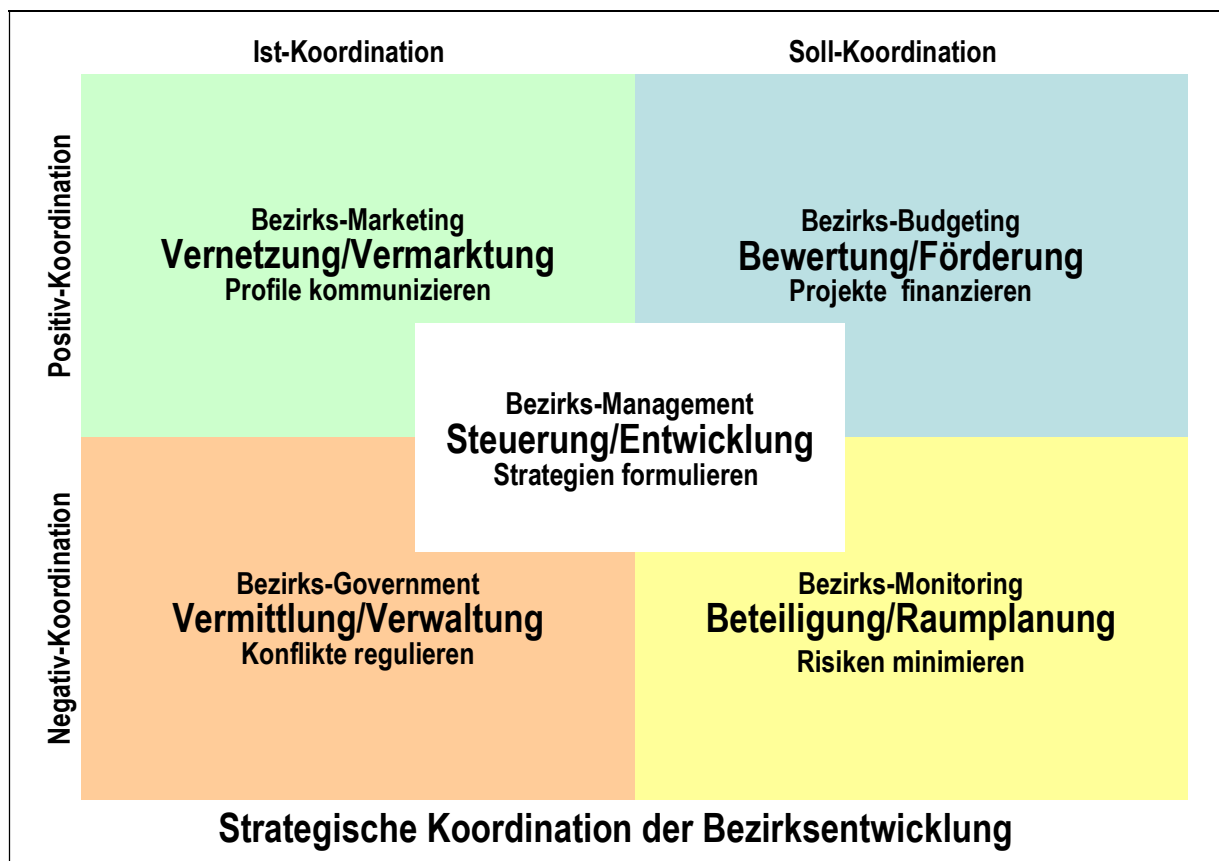 Ist-Koordination
Soll-Koordination
Positiv-Koordination
Bezirks-Marketing
Vernetzung/Vermarktung
Profile kommunizieren
Bezirks-Budgeting
Bewertung/Förderung
Projekte finanzieren
Bezirks-Management
Steuerung/Entwicklung
Strategien formulieren
Negativ-Koordination
Bezirks-Government
Vermittlung/Verwaltung
Konflikte regulieren
Bezirks-Monitoring
Beteiligung/Raumplanung
Risiken minimieren
Strategische Koordination der Bezirksentwicklung